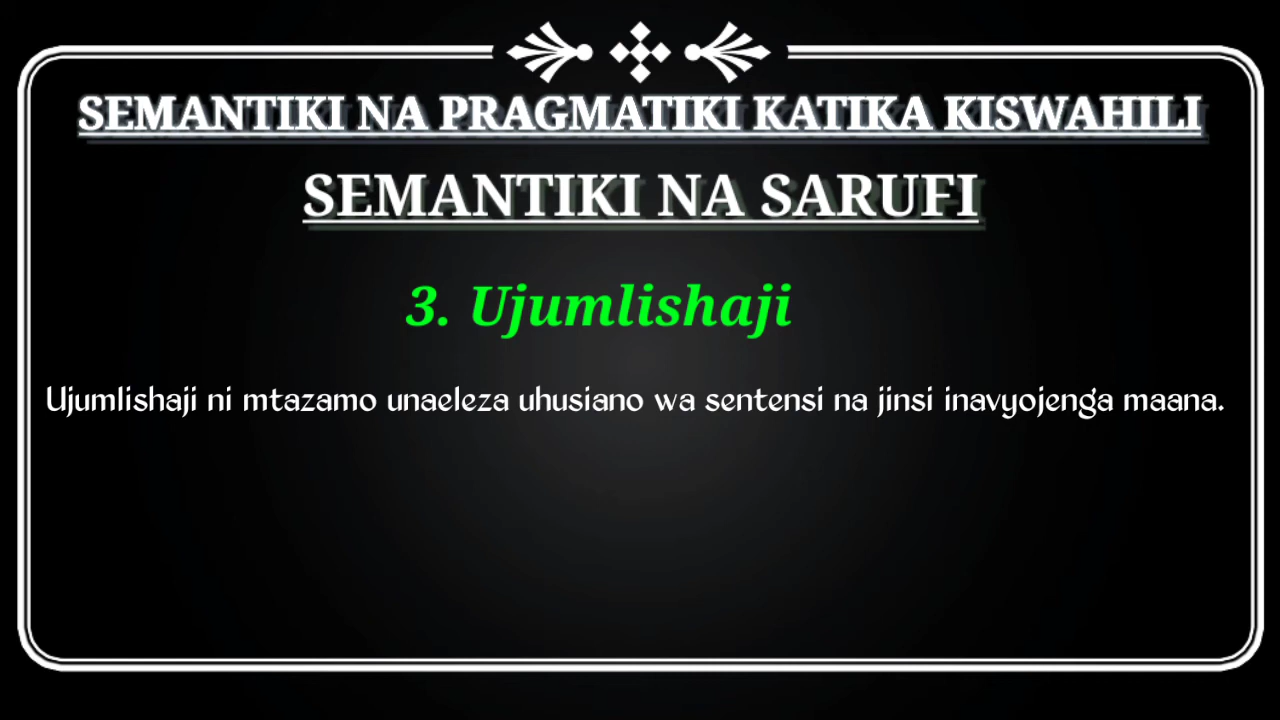 SEMANTIKI NA PRAGMATIKI KATIKA KISWAHILI
SEMANTIKI NA SARUFI
3. Ujumlishaji
Ujumlishaji ni mtazamo unaeleza uhusiano wa sentensi na jinsi inavyojenga maana.